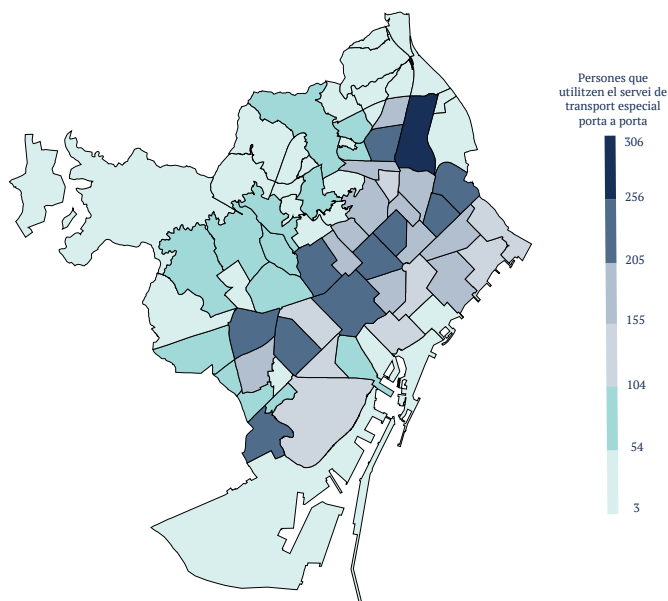 Persones que
utilitzen el servei de
transport especial
porta a porta
306
256
205
155
104
54
3